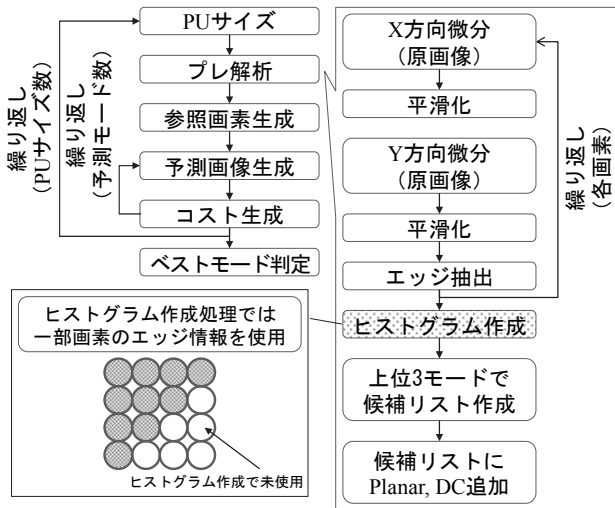 PUサイズ
プレ解析
参照画素生成
予測画像生成
コスト生成
ベストモード判定
繰り返し
(PUサイズ数)
繰り返し
(予測モード数)
X方向微分
(原画像)
平滑化
Y方向微分
(原画像)
平滑化
エッジ抽出
ヒストグラム作成
上位3モードで
候補リスト作成
候補リストに
Planar, DC追加
繰り返し
(各画素)
ヒストグラム作成処理では
一部画素のエッジ情報を使用
ヒストグラム作成で未使用